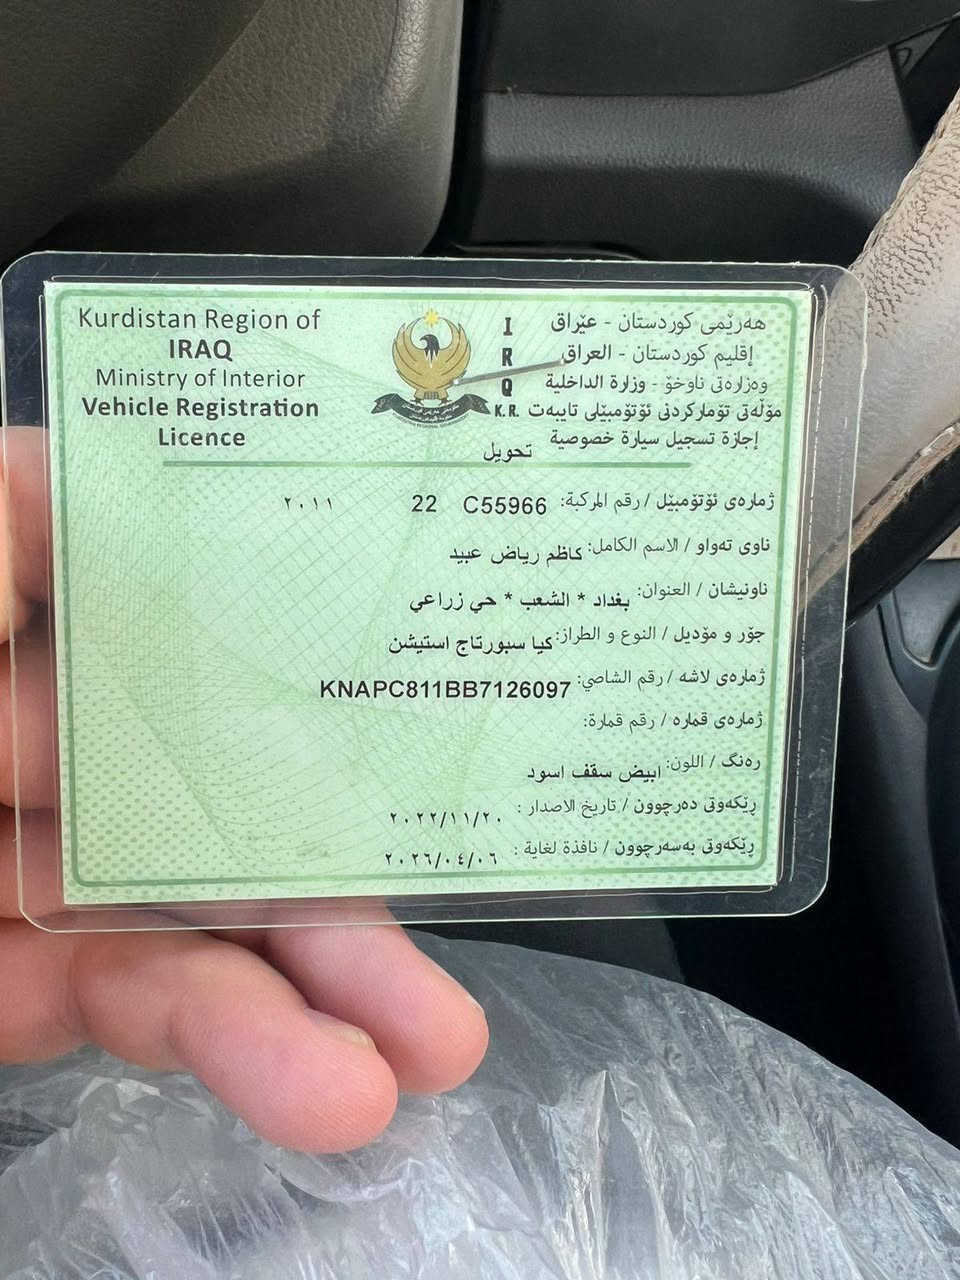 Kurdistan Region of
IRAQ
Ministry of Interior
Vehicle Registration
Licence
I
R
Q
K.R.
هەرێمی کوردستان - عێراق
إقليم كوردستان - العراق
وەزارەتی ناوخۆ - وزارة الداخلية
مۆڵەتی تۆمارکردنی ئۆتۆمبێلی تایبەت
إجازة تسجيل سيارة خصوصية
تحويل
ژمارەی ئۆتۆمبێل / رقم المركبة: C55966 22 ٢٠١١
ناوی تەواو / الاسم الكامل: كاظم رياض عبيد
ناونیشان / العنوان: بغداد * الشعب * حي زراعي
جۆر و مۆدیل / النوع و الطراز: كيا سبورتاج استيشن
ژمارەی لاشە / رقم الشاصي: KNAPC811BB7126097
ژمارەی قمارە / رقم قمارة:
ڕەنگ / اللون: ابيض سقف اسود
ڕێکەوتی دەرچوون / تاريخ الاصدار : ٢٠٢٢/١١/٢٠
ڕێکەوتی بەسەرچوون / نافذة لغاية : ٢٠٢٦/٠٤/٠٦